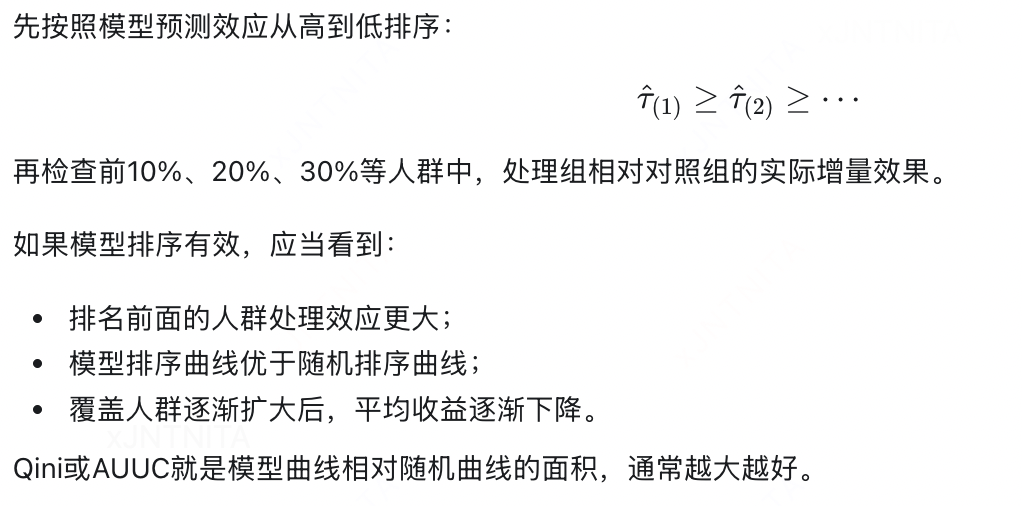 先按照模型预测效应从高到低排序：
τ̂(1) ≥ τ̂(2) ≥ ⋯
再检查前10%、20%、30%等人群中，处理组相对对照组的实际增量效果。
如果模型排序有效，应当看到：
• 排名前面的人群处理效应更大；
• 模型排序曲线优于随机排序曲线；
• 覆盖人群逐渐扩大后，平均收益逐渐下降。
xJNTNITA
Qini或AUUC就是模型曲线相对随机曲线的面积，通常越大越好。